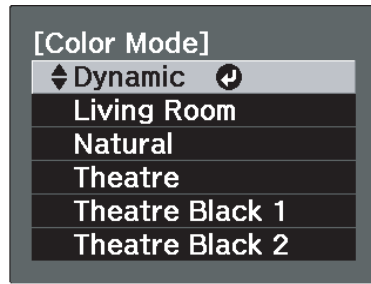 [Color Mode]
Dynamic
Living Room
Natural
Theatre
Theatre Black 1
Theatre Black 2